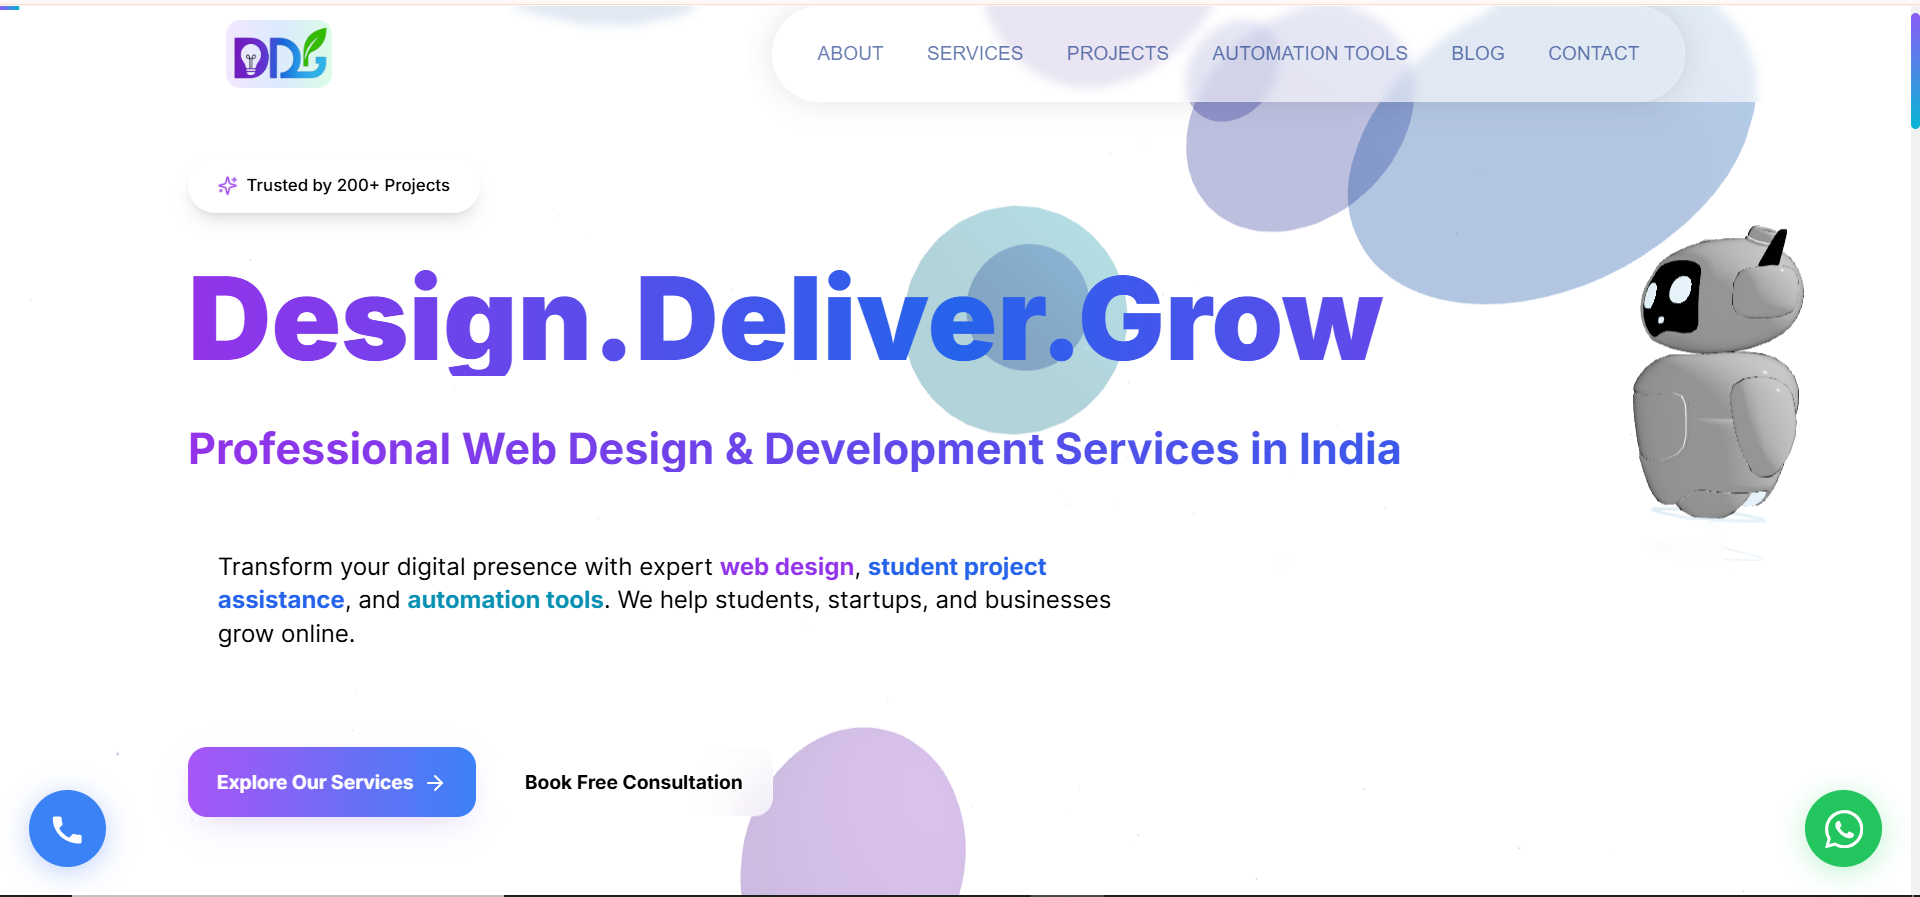 DDG
ABOUT SERVICES PROJECTS AUTOMATION TOOLS BLOG CONTACT
Trusted by 200+ Projects
Design.Deliver.Grow
Professional Web Design & Development Services in India
Transform your digital presence with expert web design, student project
assistance, and automation tools. We help students, startups, and businesses
grow online.
Explore Our Services
Book Free Consultation